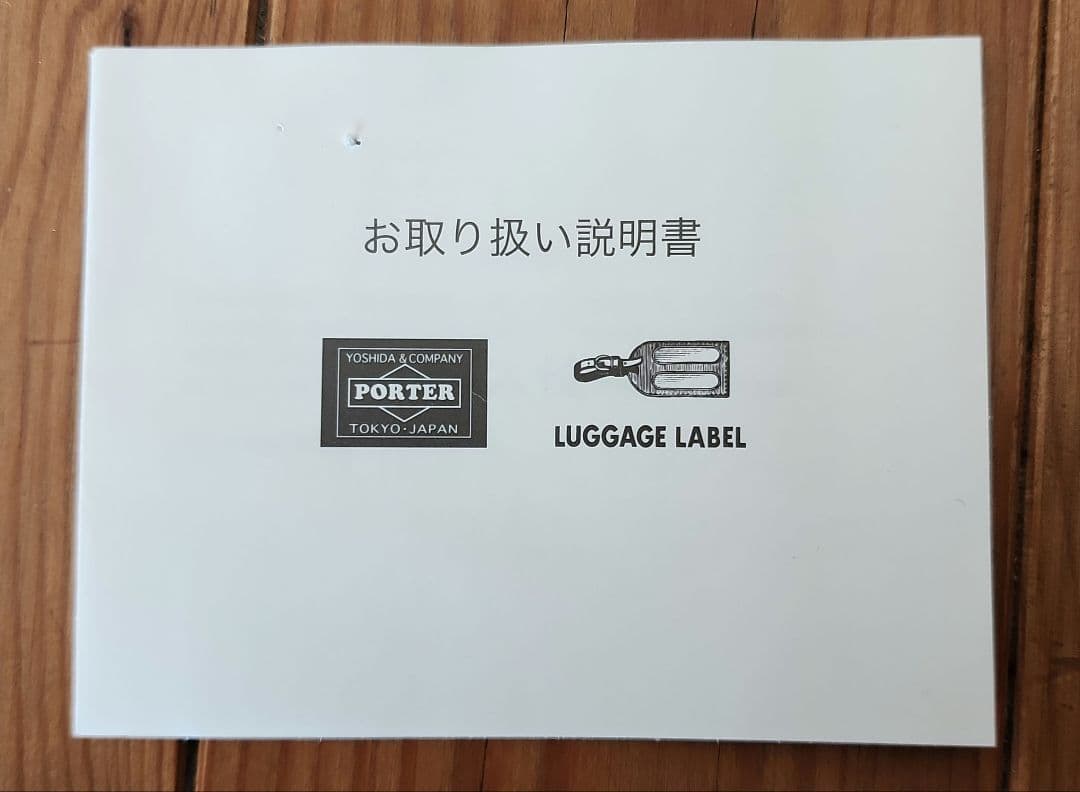 お取り扱い説明書
YOSHIDA & COMPANY
PORTER
TOKYO・JAPAN
LUGGAGE LABEL